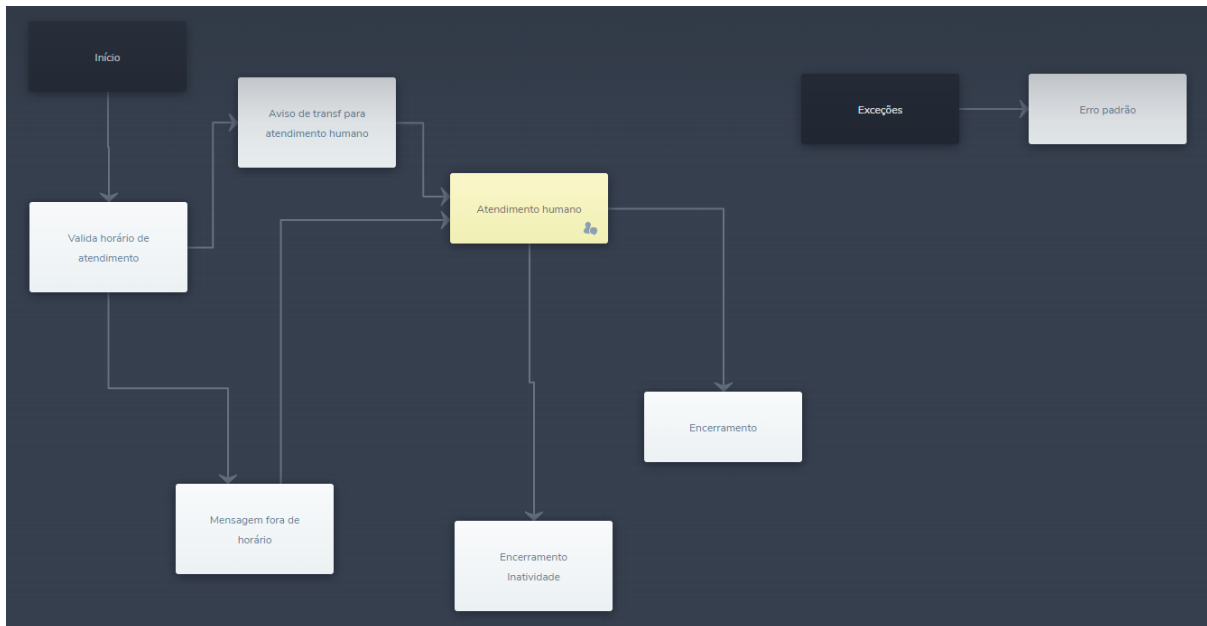 Início
Aviso de transf para
atendimento humano
Exceções
Erro padrão
Atendimento humano
Valida horário de
atendimento
Encerramento
Mensagem fora de
horário
Encerramento
Inatividade